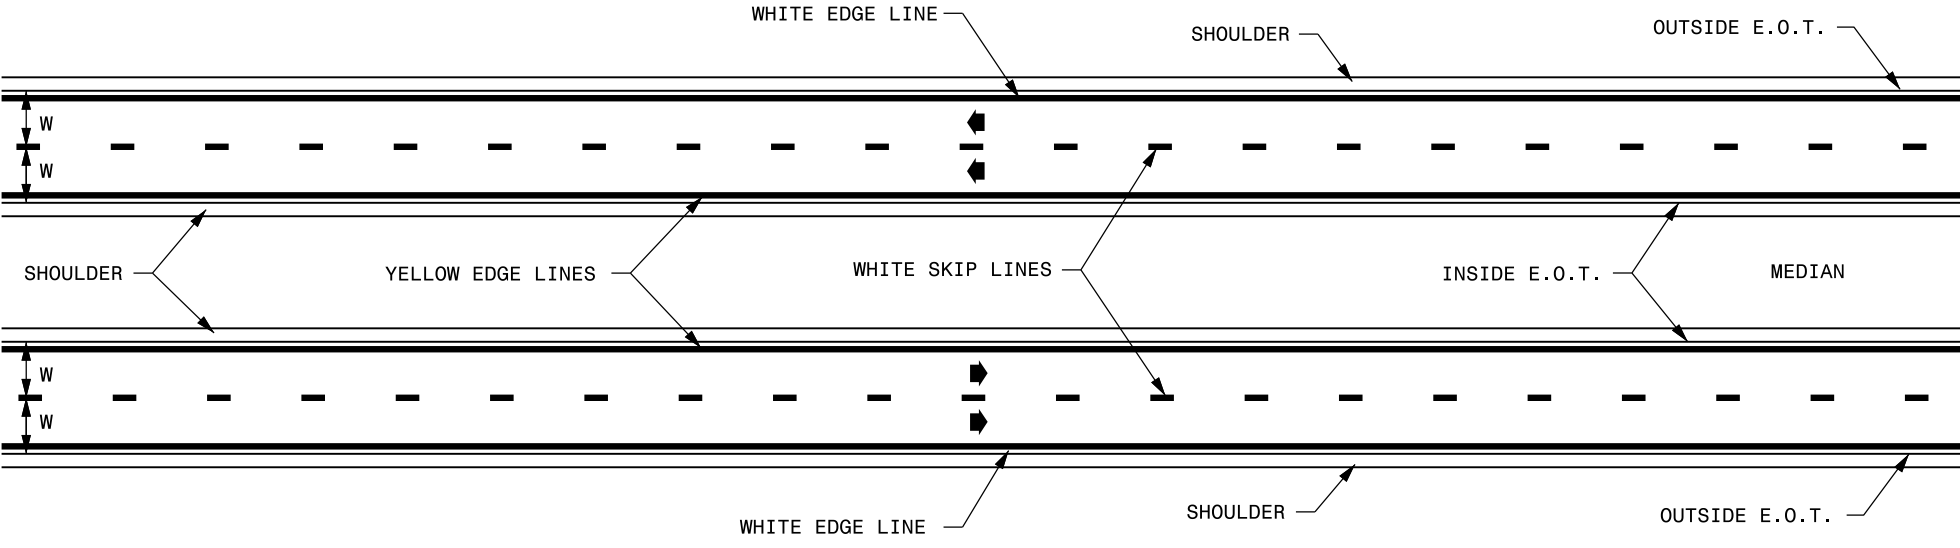 WHITE EDGE LINE
SHOULDER
OUTSIDE E.O.T.
W
W
SHOULDER
YELLOW EDGE LINES
WHITE SKIP LINES
INSIDE E.O.T.
MEDIAN
W
W
WHITE EDGE LINE
SHOULDER
OUTSIDE E.O.T.